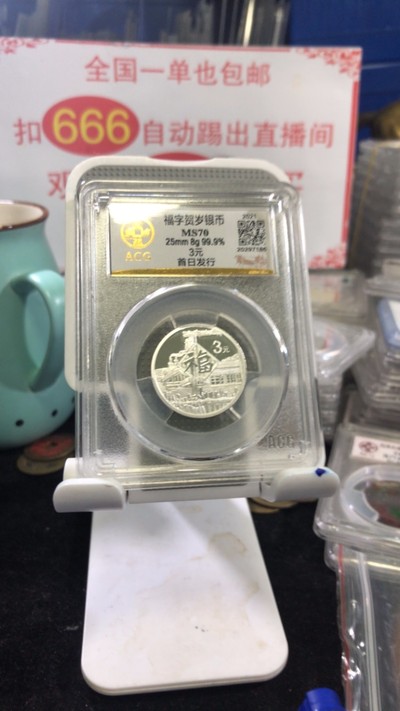 全国一单也包邮
扣666自动踢出直播间
福字贺岁银币
2021
MS70
25mm 8g 99.9%
3元
首日发行
ACG
3元
福
ACG